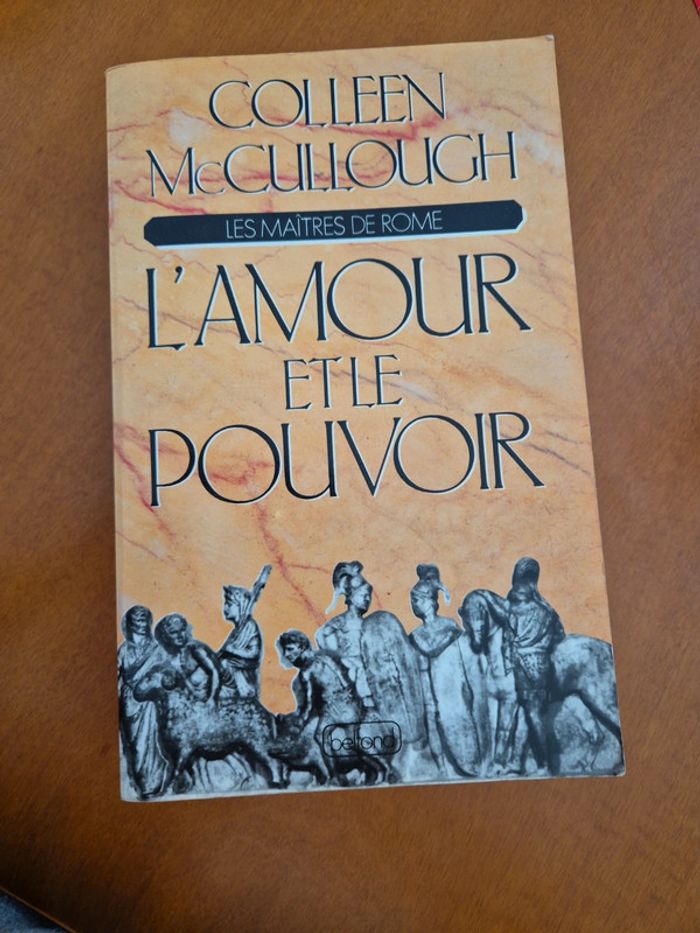 COLLEEN
McCULLOUGH
LES MAÎTRES DE ROME
L'AMOUR
ET LE
POUVOIR
belfond